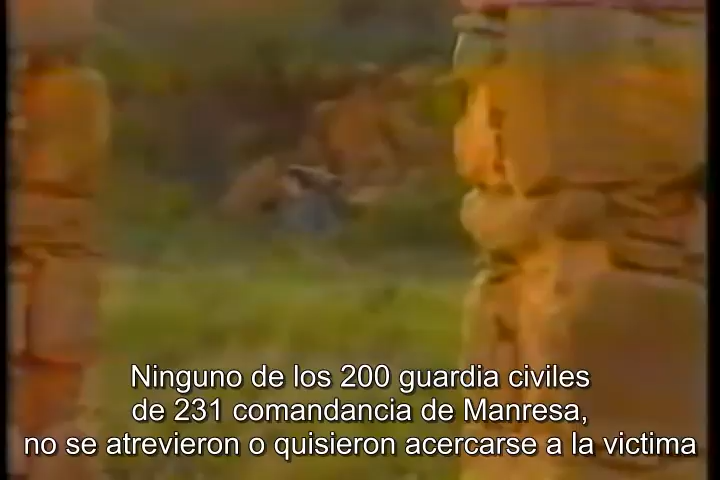 Ninguno de los 200 guardia civiles
de 231 comandancia de Manresa,
no se atrevieron o quisieron acercarse a la victima